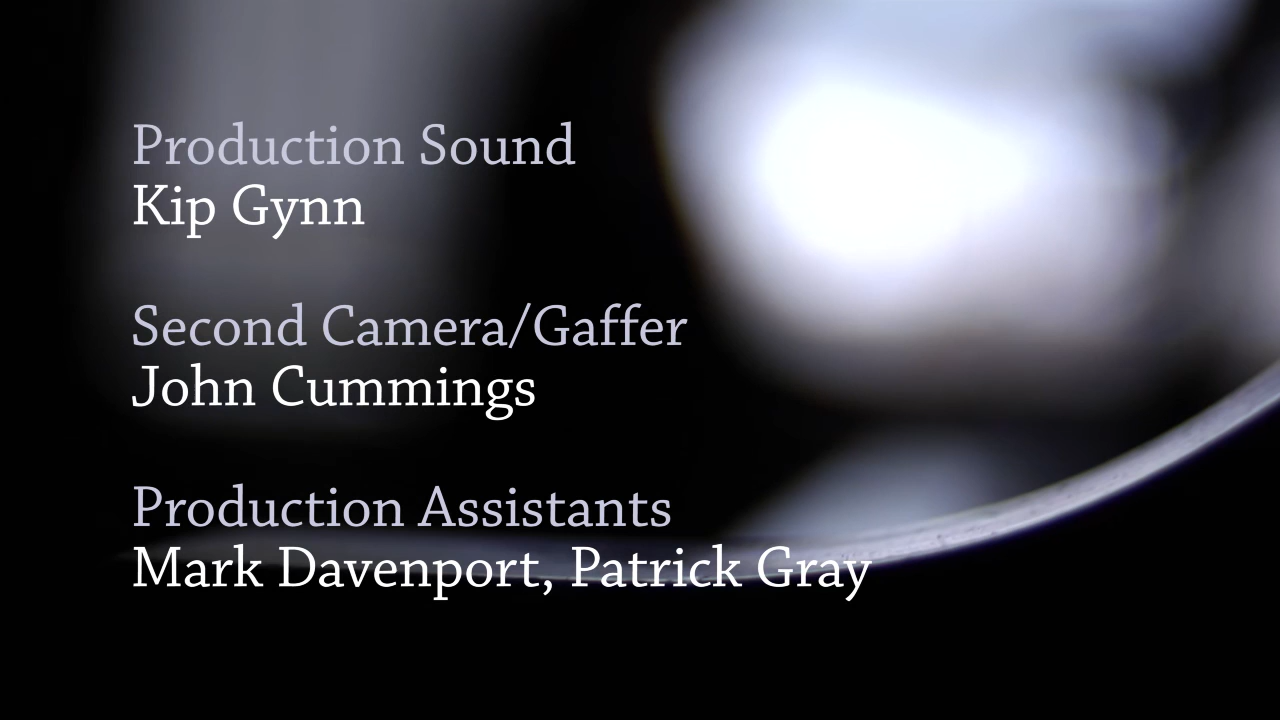 Production Sound
Kip Gynn
Second Camera/Gaffer
John Cummings
Production Assistants
Mark Davenport, Patrick Gray